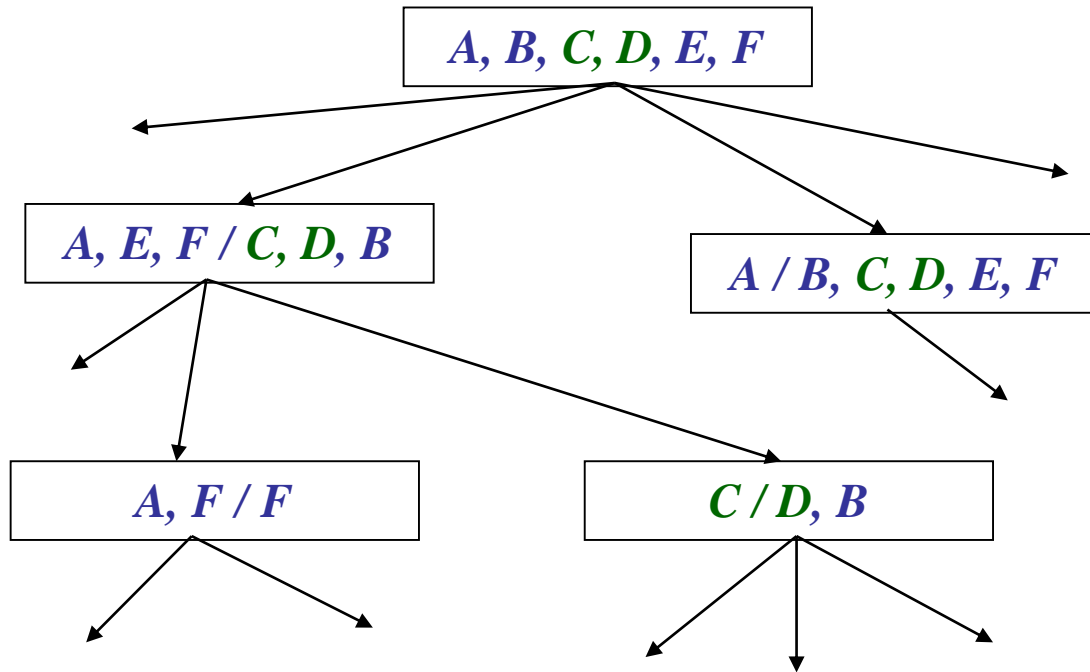 A, B, C, D, E, F
A, E, F / C, D, B
A / B, C, D, E, F
A, F / F
C / D, B